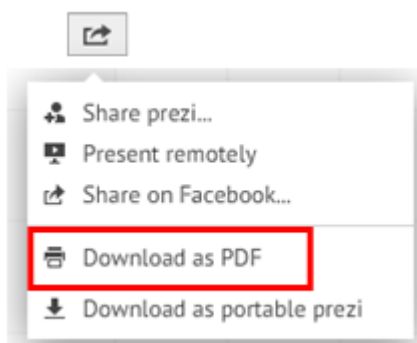 Share prezi...
Present remotely
Share on Facebook...
Download as PDF
Download as portable prezi